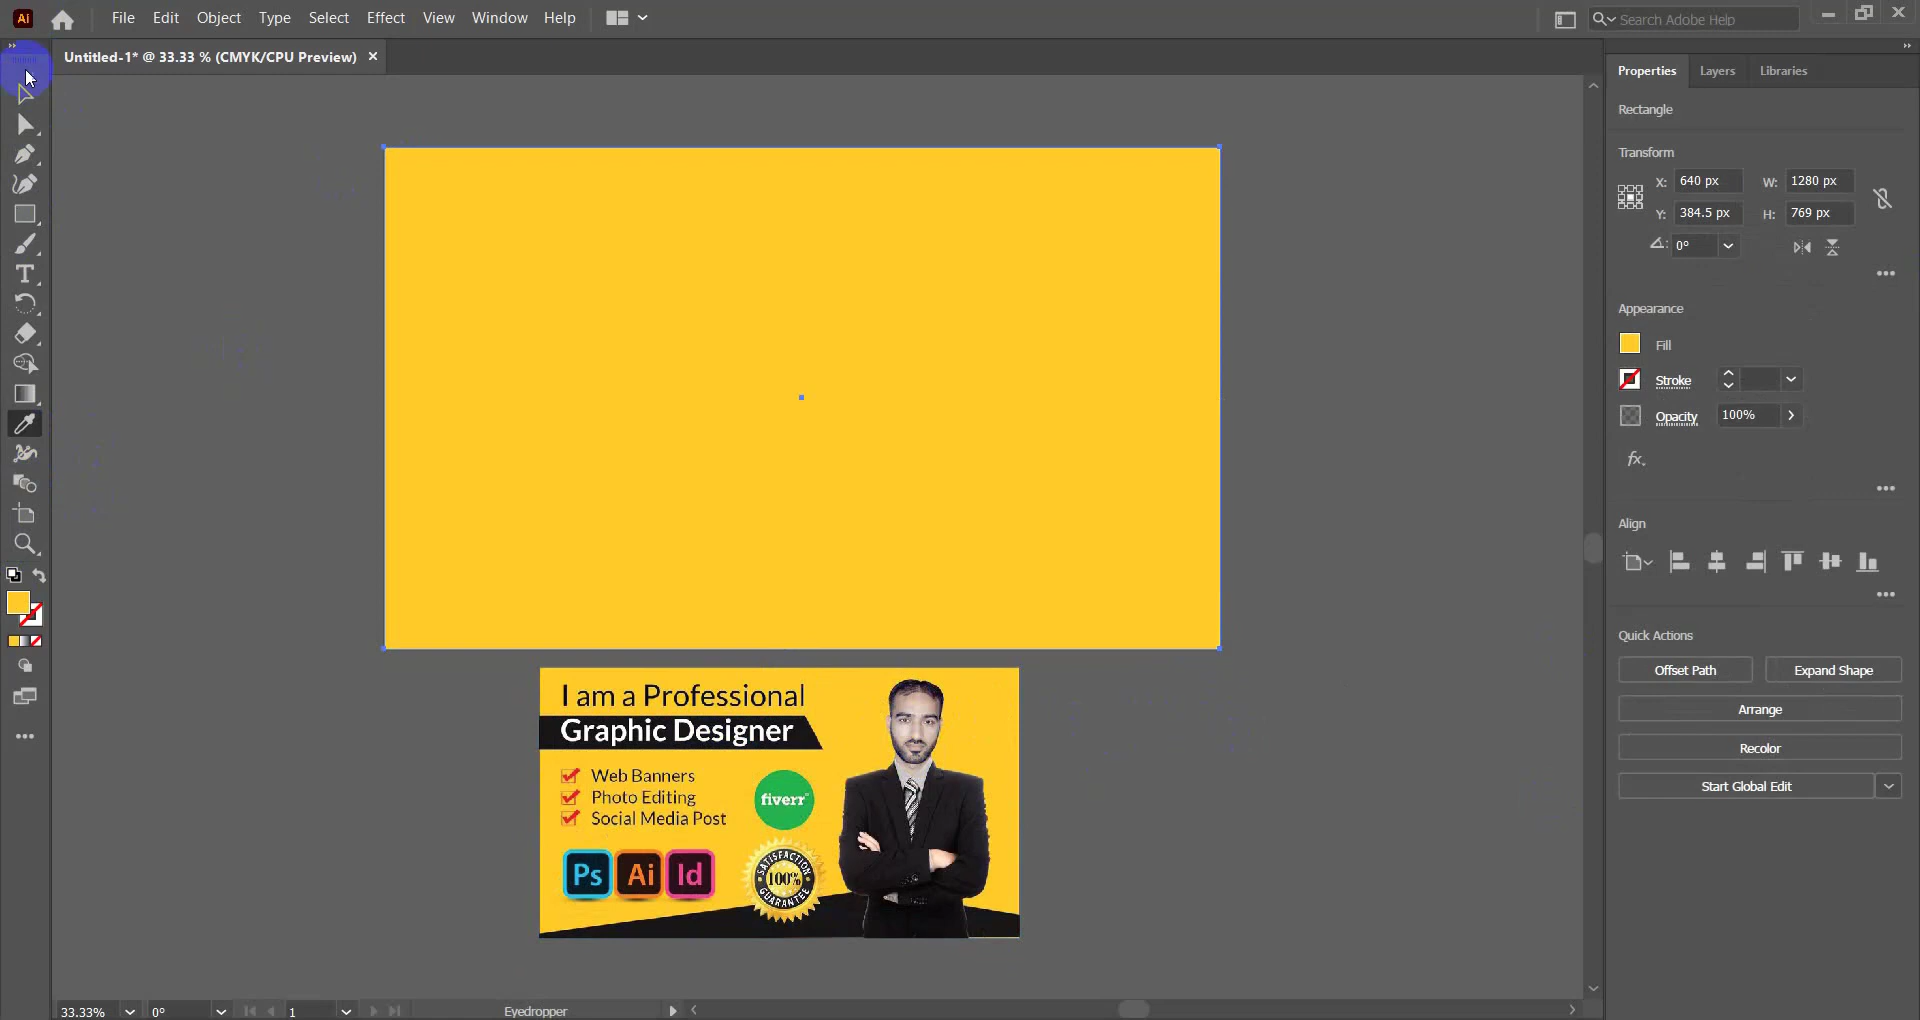 Ai
File Edit Object Type Select Effect View Window Help
Search Adobe Help
Untitled-1* @ 33.33 % (CMYK/CPU Preview)
Properties Layers Libraries
Rectangle
Transform
X: 640 px W: 1280 px
Y: 384.5 px H: 769 px
0°
Appearance
Fill
Stroke
Opacity 100%
fx.
Align
Quick Actions
Offset Path Expand Shape
Arrange
Recolor
Start Global Edit
I am a Professional
Graphic Designer
Web Banners
Photo Editing
Social Media Post
fiverr
Ps Ai Id
SATISFACTION
100%
GUARANTEE
33.33% 0° 1 Eyedropper